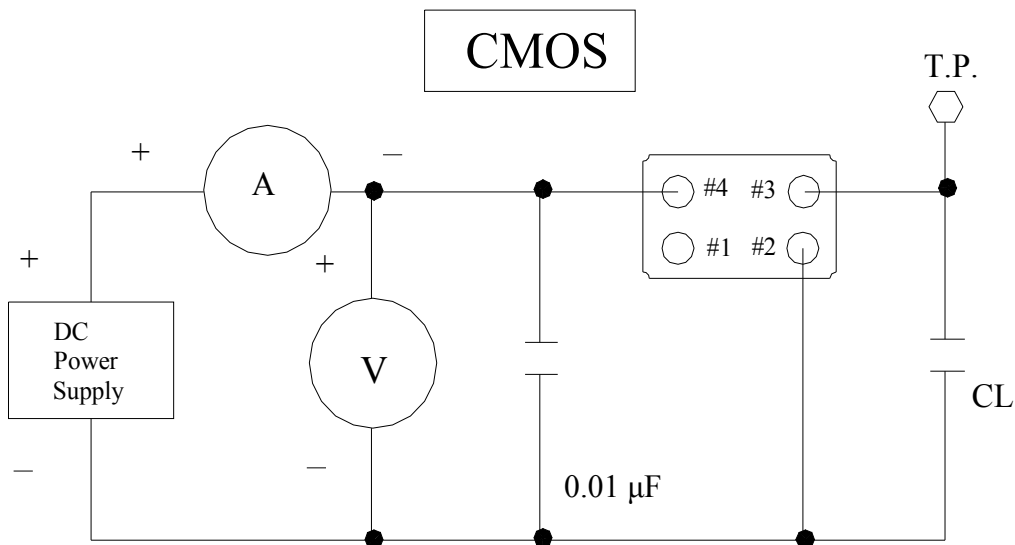 CMOS
T.P.
+
–
A
#4 #3
#1 #2
+
+
DC
Power
Supply
V
CL
–
–
0.01 μF